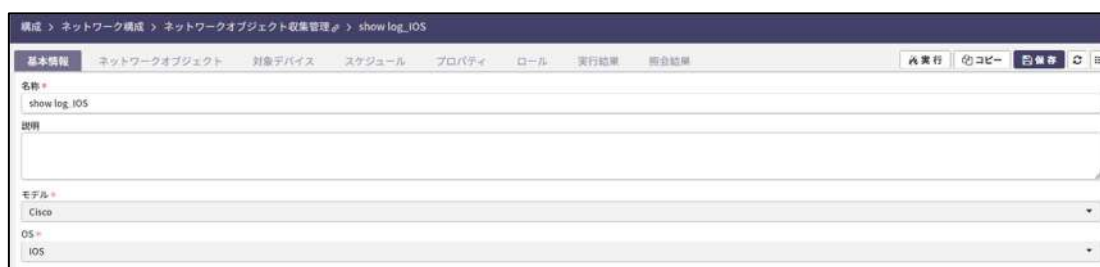 構成 > ネットワーク構成 > ネットワークオブジェクト収集管理 > show log_IOS
基本情報 ネットワークオブジェクト 対象デバイス スケジュール プロパティ ロール 実行結果 照会結果 実行 コピー 保存
名称 *
show log_IOS
説明
モデル *
Cisco
OS *
IOS